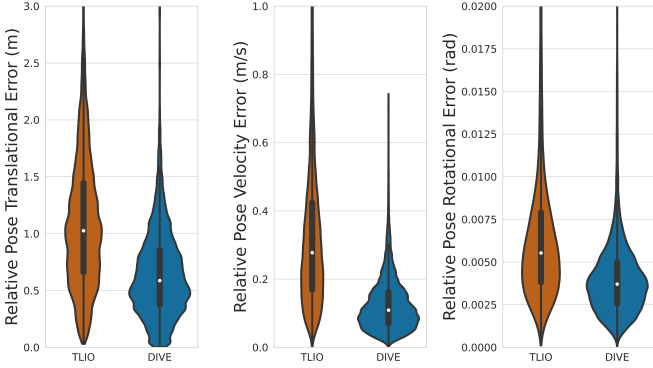 Relative Pose Translational Error (m)
3.0
2.5
2.0
1.5
1.0
0.5
0.0
TLIO
DIVE
Relative Pose Velocity Error (m/s)
1.0
0.8
0.6
0.4
0.2
0.0
TLIO
DIVE
Relative Pose Rotational Error (rad)
0.0200
0.0175
0.0150
0.0125
0.0100
0.0075
0.0050
0.0025
0.0000
TLIO
DIVE